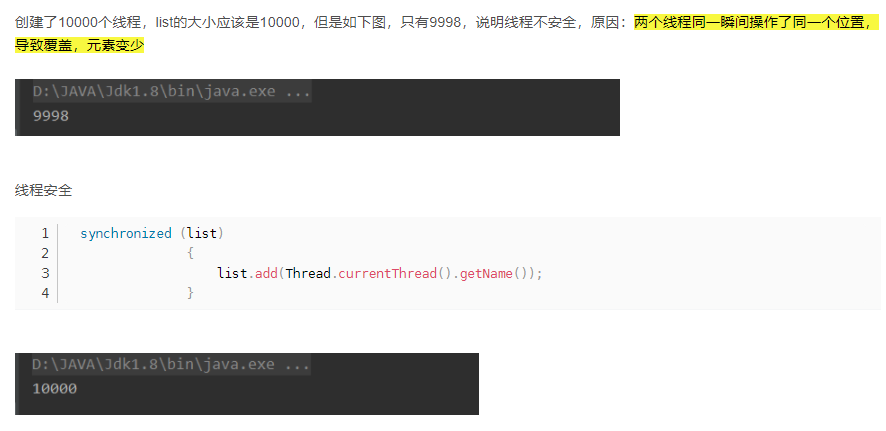 创建了10000个线程，list的大小应该是10000，但是如下图，只有9998，说明线程不安全，原因：两个线程同一瞬间操作了同一个位置，
导致覆盖，元素变少
D:\JAVA\Jdk1.8\bin\java.exe ...
9998
线程安全
1 synchronized (list)
2 {
3 list.add(Thread.currentThread().getName());
4 }
D:\JAVA\Jdk1.8\bin\java.exe ...
10000